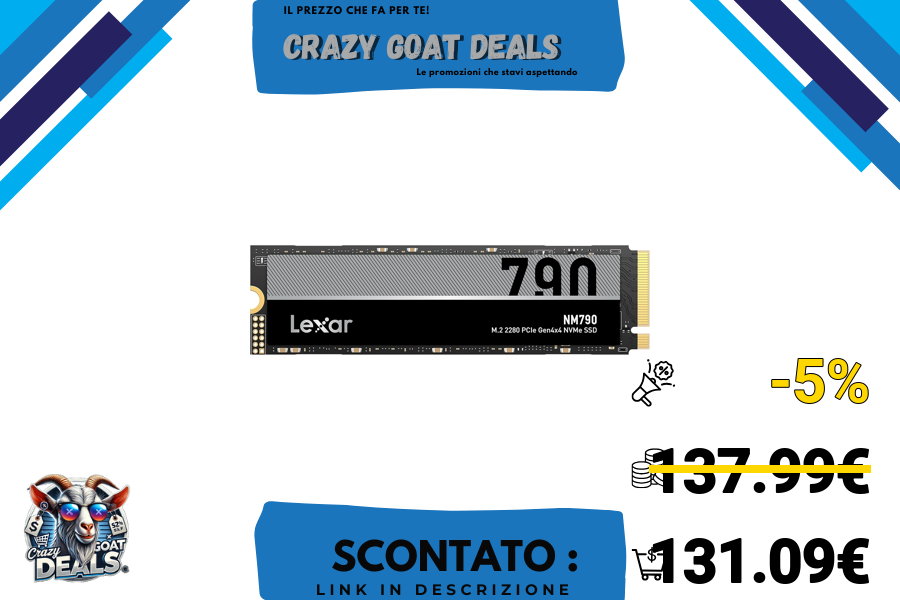 IL PREZZO CHE FA PER TE!
CRAZY GOAT DEALS
Le promozioni che stavi aspettando
790
Lexar
NM790
M.2 2280 PCIe Gen4x4 NVMe SSD
-5%
137.99€
SCONTATO :
131.09€
LINK IN DESCRIZIONE
Crazy GOAT
DEALS